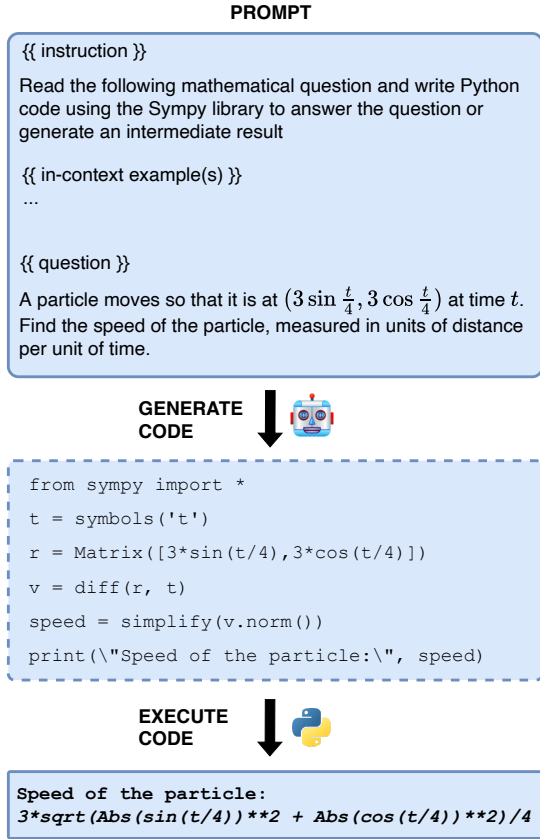 PROMPT
{{ instruction }}
Read the following mathematical question and write Python
code using the Sympy library to answer the question or
generate an intermediate result
{{ in-context example(s) }}
...
{{ question }}
A particle moves so that it is at $(3 \sin \frac{t}{4}, 3 \cos \frac{t}{4})$ at time $t$.
Find the speed of the particle, measured in units of distance
per unit of time.
GENERATE
CODE
from sympy import *
t = symbols('t')
r = Matrix([3*sin(t/4),3*cos(t/4)])
v = diff(r, t)
speed = simplify(v.norm())
print(\"Speed of the particle:\", speed)
EXECUTE
CODE
Speed of the particle:
3*sqrt(Abs(sin(t/4))**2 + Abs(cos(t/4))**2)/4